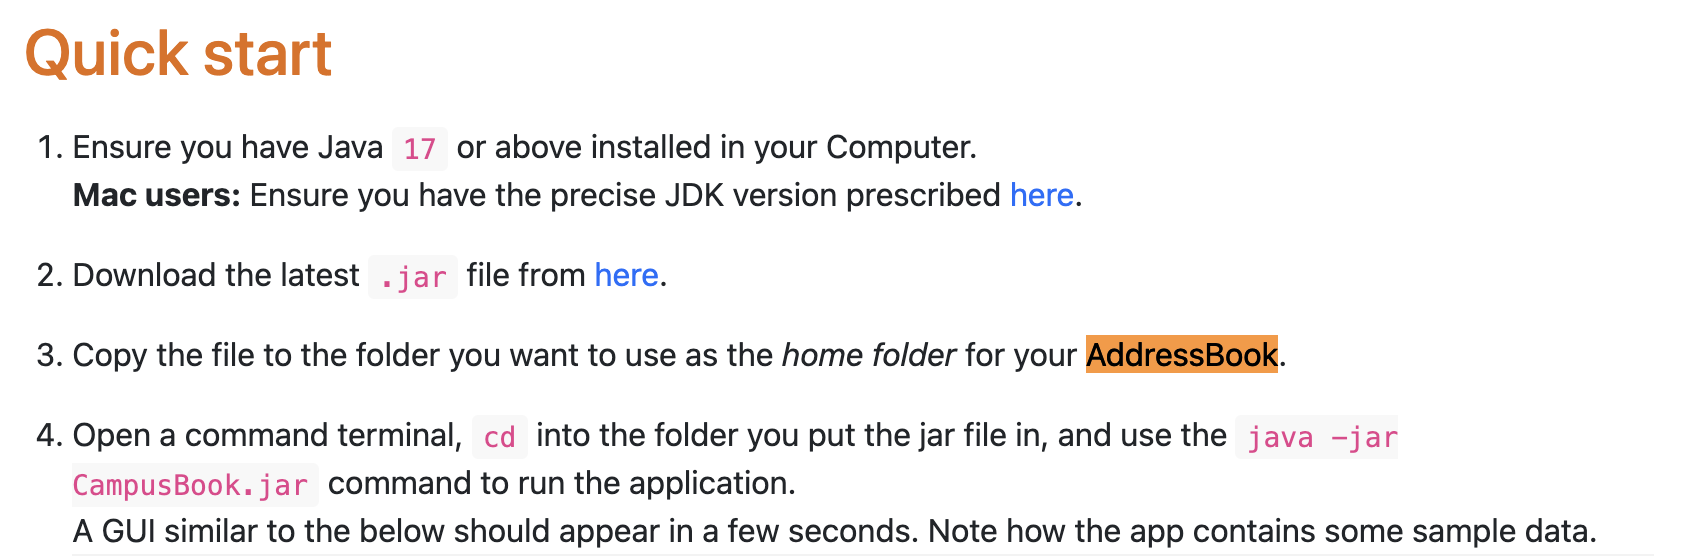 Quick start
1. Ensure you have Java 17 or above installed in your Computer.
Mac users: Ensure you have the precise JDK version prescribed here.
2. Download the latest .jar file from here.
3. Copy the file to the folder you want to use as the home folder for your AddressBook.
4. Open a command terminal, cd into the folder you put the jar file in, and use the java -jar
CampusBook.jar command to run the application.
A GUI similar to the below should appear in a few seconds. Note how the app contains some sample data.